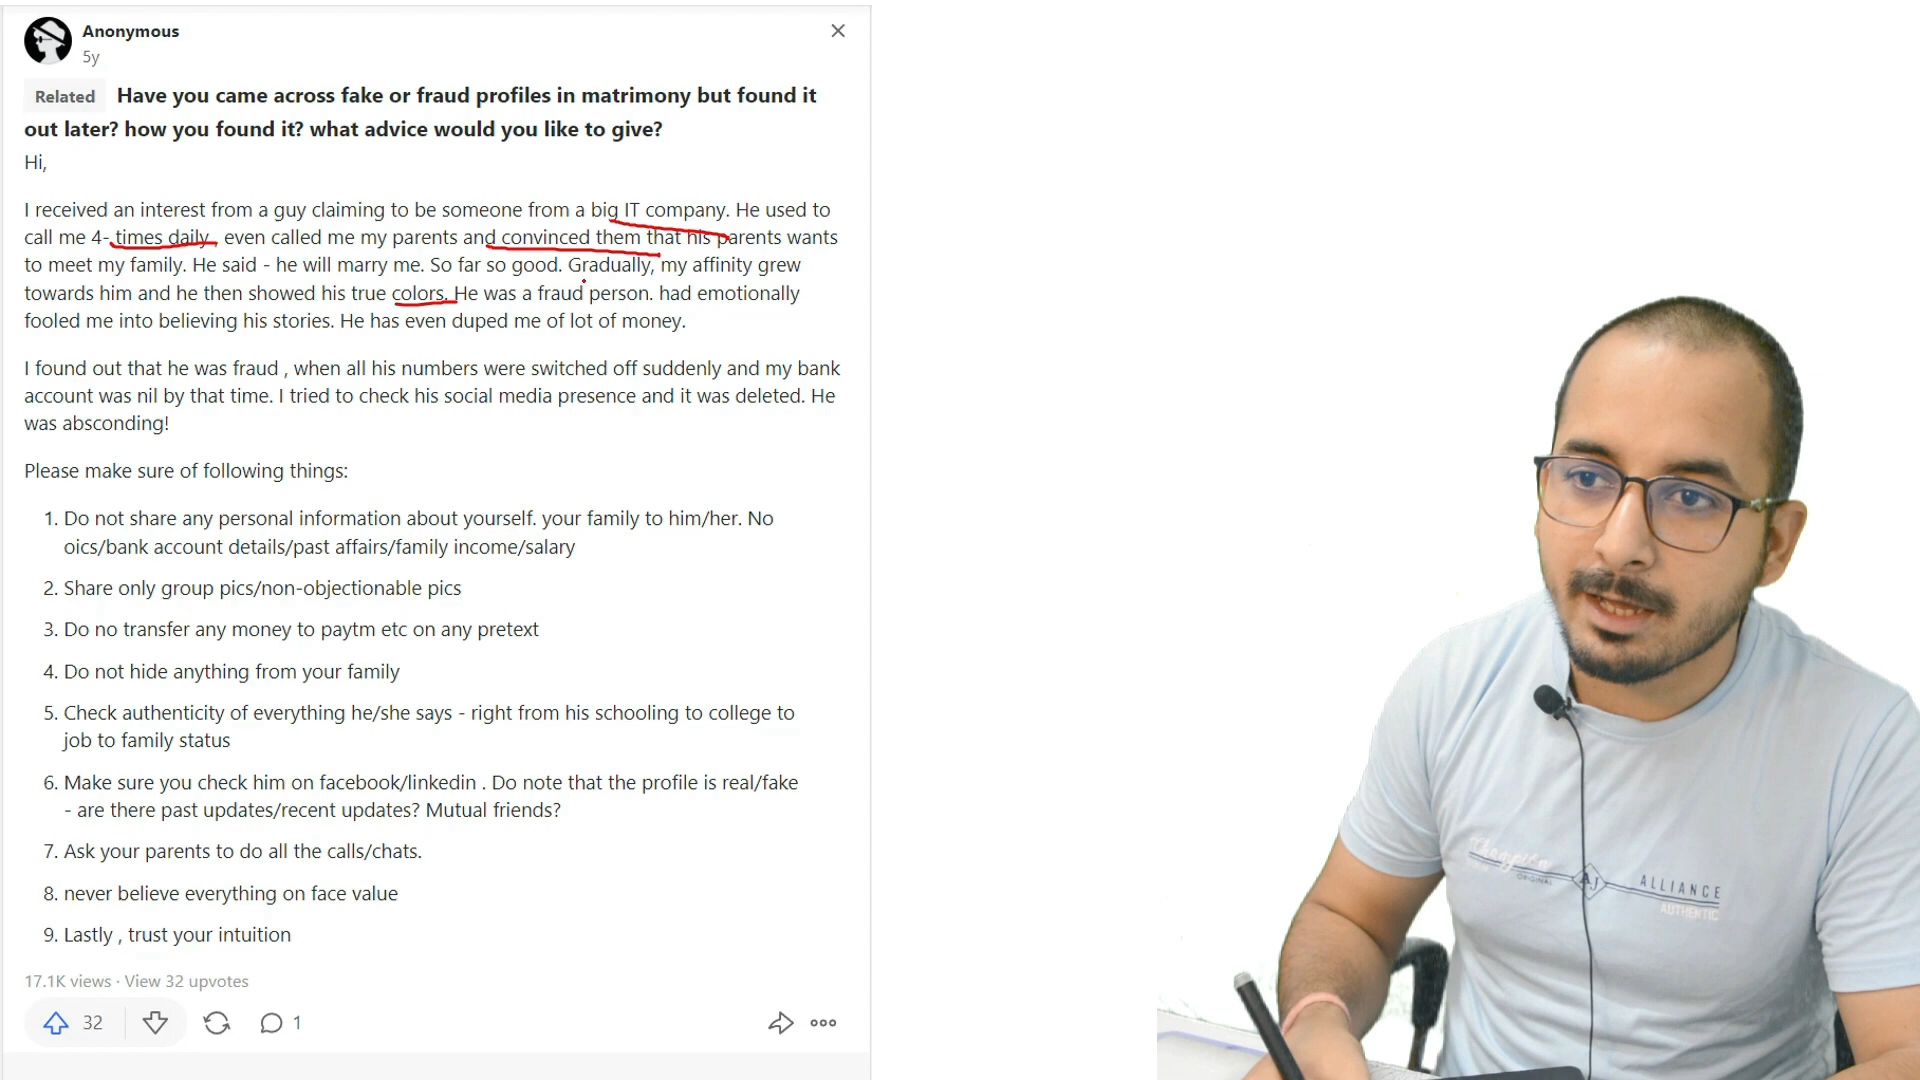 Anonymous
5y
Related Have you came across fake or fraud profiles in matrimony but found it
out later? how you found it? what advice would you like to give?
Hi,
I received an interest from a guy claiming to be someone from a big IT company. He used to
call me 4- times daily , even called me my parents and convinced them that his parents wants
to meet my family. He said - he will marry me. So far so good. Gradually, my affinity grew
towards him and he then showed his true colors. He was a fraud person. had emotionally
fooled me into believing his stories. He has even duped me of lot of money.
I found out that he was fraud , when all his numbers were switched off suddenly and my bank
account was nil by that time. I tried to check his social media presence and it was deleted. He
was absconding!
Please make sure of following things:
1. Do not share any personal information about yourself. your family to him/her. No
oics/bank account details/past affairs/family income/salary
2. Share only group pics/non-objectionable pics
3. Do no transfer any money to paytm etc on any pretext
4. Do not hide anything from your family
5. Check authenticity of everything he/she says - right from his schooling to college to
job to family status
6. Make sure you check him on facebook/linkedin . Do note that the profile is real/fake
- are there past updates/recent updates? Mutual friends?
7. Ask your parents to do all the calls/chats.
8. never believe everything on face value
9. Lastly , trust your intuition
17.1K views · View 32 upvotes
32 1
Champion
ORIGINAL
AJ
ALLIANCE
AUTHENTIC